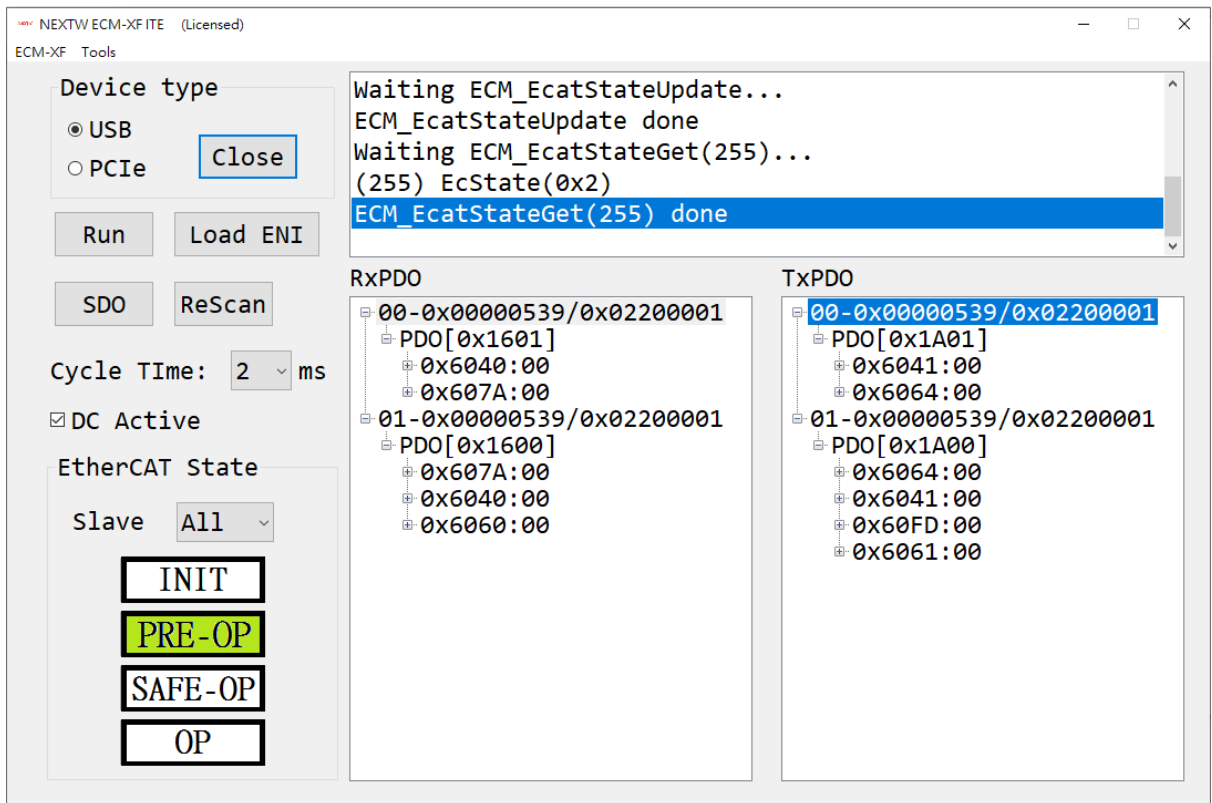 NEXTW NEXTW ECM-XF ITE (Licensed)
ECM-XF Tools
Device type
USB
PCIe
Close
Run
Load ENI
SDO
ReScan
Cycle TIme: 2 ms
DC Active
EtherCAT State
Slave All
INIT
PRE-OP
SAFE-OP
OP
Waiting ECM_EcatStateUpdate...
ECM_EcatStateUpdate done
Waiting ECM_EcatStateGet(255)...
(255) EcState(0x2)
ECM_EcatStateGet(255) done
RxPDO
00-0x00000539/0x02200001
PDO[0x1601]
0x6040:00
0x607A:00
01-0x00000539/0x02200001
PDO[0x1600]
0x607A:00
0x6040:00
0x6060:00
TxPDO
00-0x00000539/0x02200001
PDO[0x1A01]
0x6041:00
0x6064:00
01-0x00000539/0x02200001
PDO[0x1A00]
0x6064:00
0x6041:00
0x60FD:00
0x6061:00